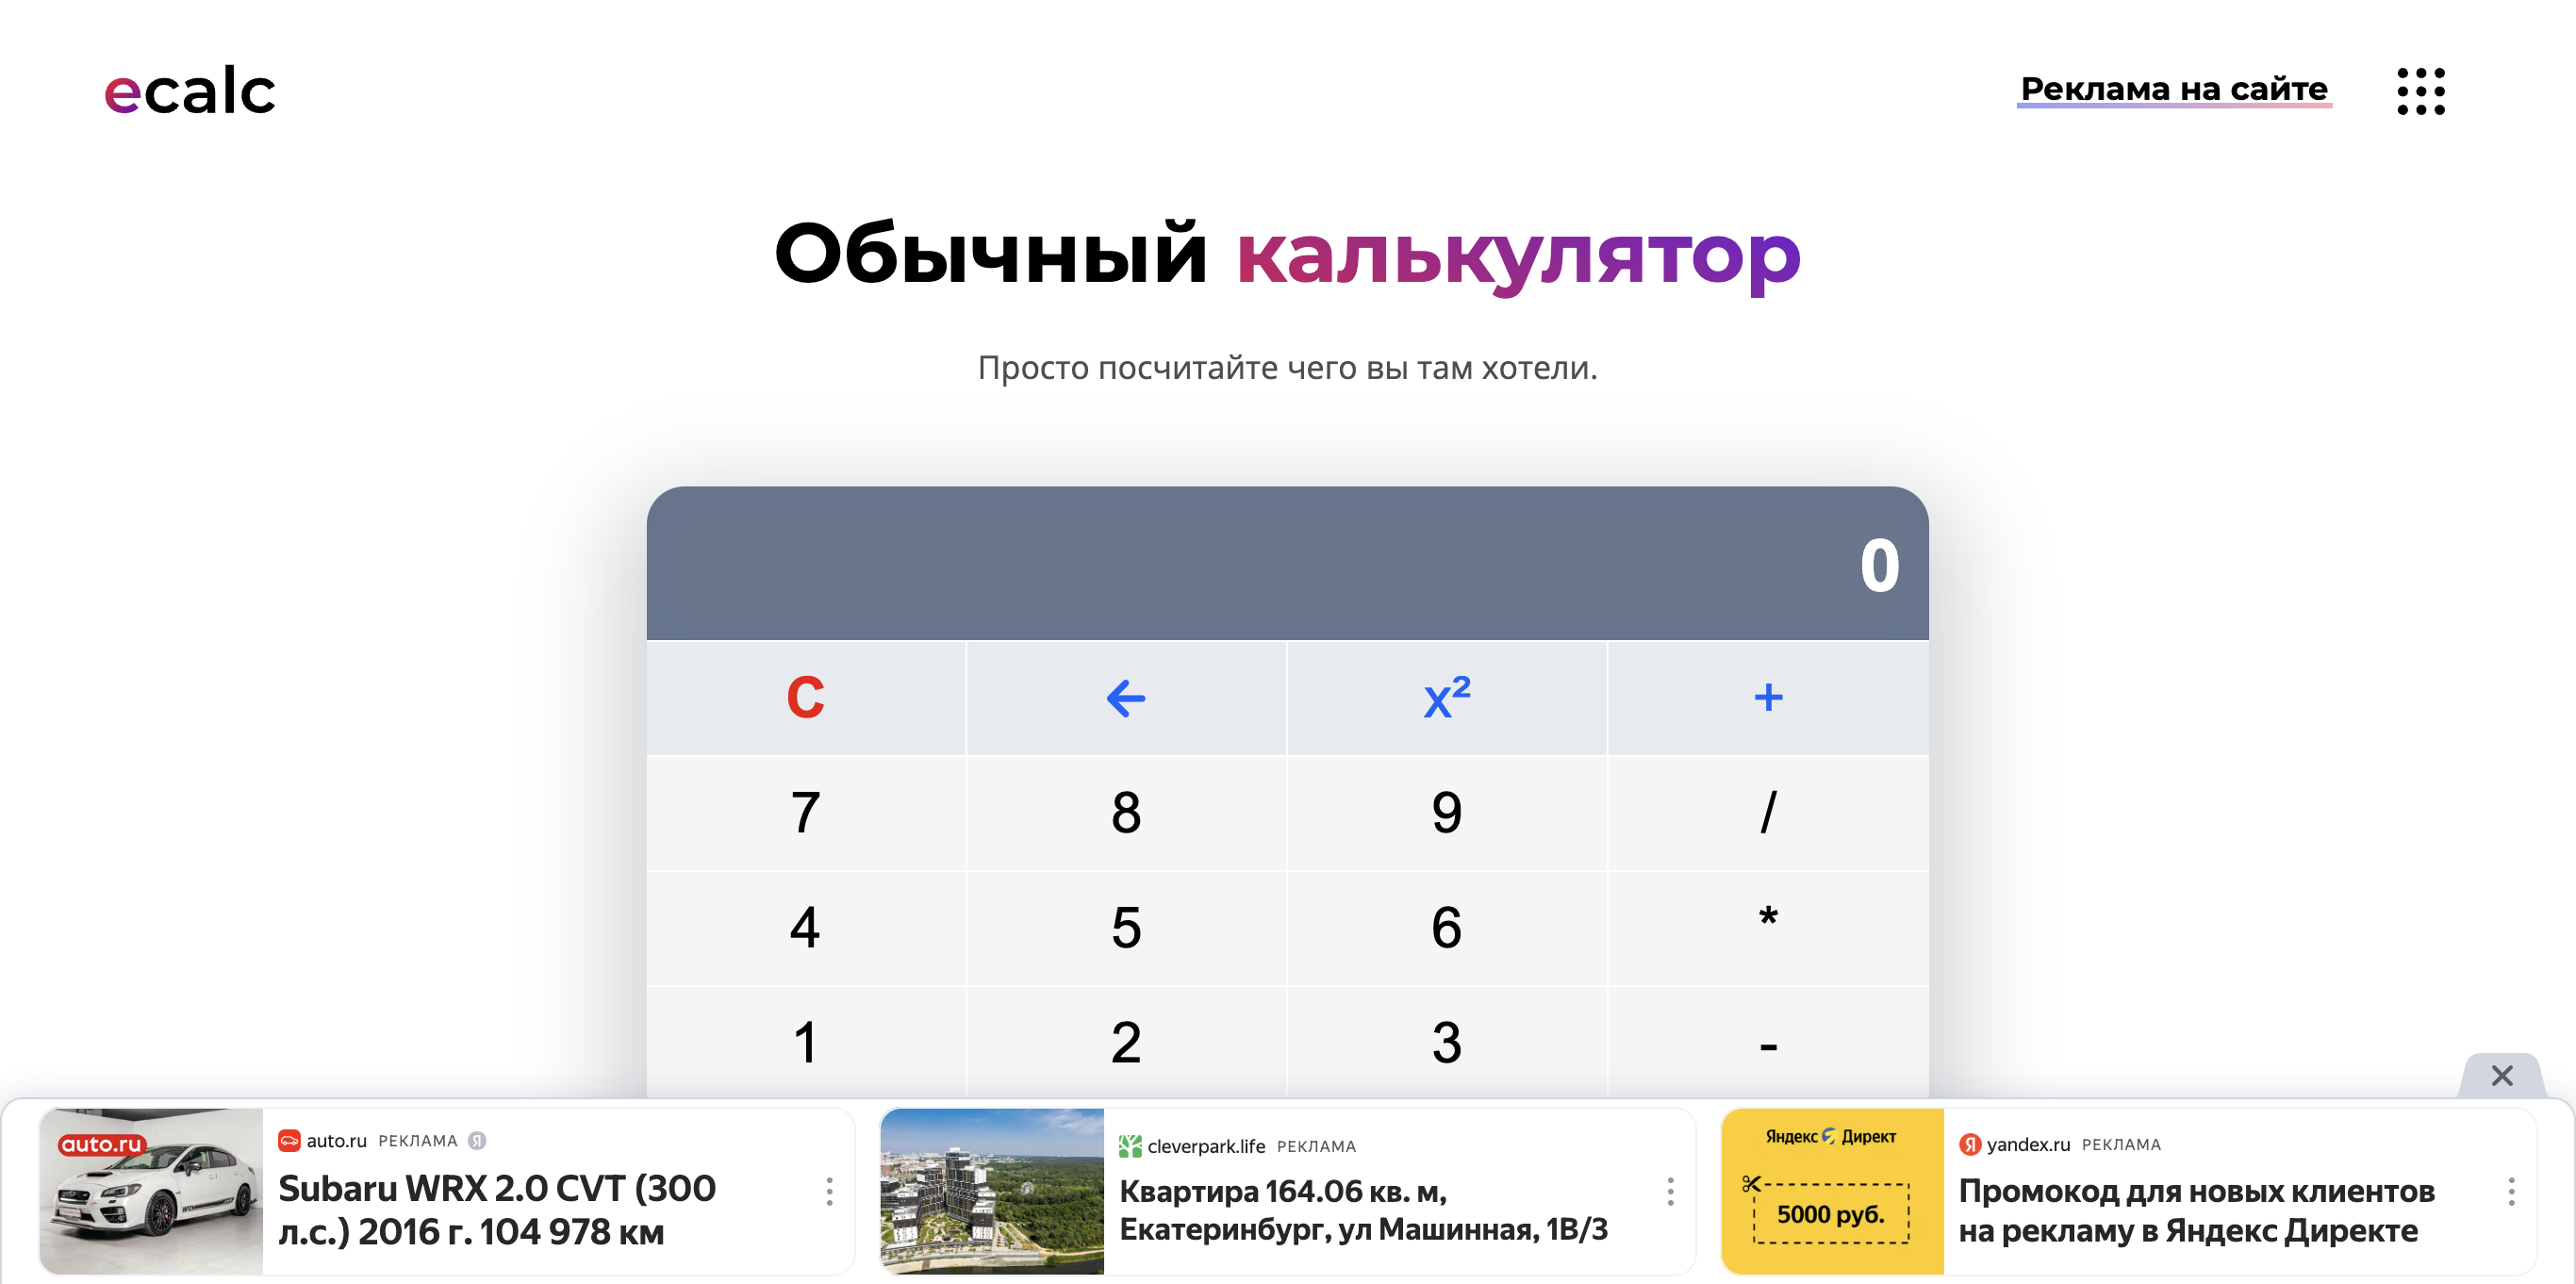 ecalc
Реклама на сайте
Обычный калькулятор
Просто посчитайте чего вы там хотели.
0
C ← x² +
7 8 9 /
4 5 6 *
1 2 3 -
auto.ru
auto.ru РЕКЛАМА Я
Subaru WRX 2.0 CVT (300
л.с.) 2016 г. 104 978 км
cleverpark.life РЕКЛАМА
Квартира 164.06 кв. м,
Екатеринбург, ул Машинная, 1В/3
Яндекс Директ
5000 руб.
Я yandex.ru РЕКЛАМА
Промокод для новых клиентов
на рекламу в Яндекс Директе